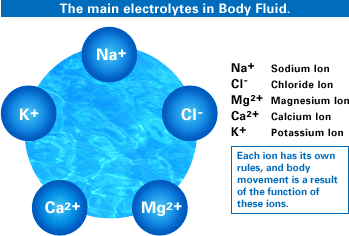 The main electrolytes in Body Fluid.
Na+
K+
Cl-
Ca2+
Mg2+
Na+ Sodium Ion
Cl- Chloride Ion
Mg2+ Magnesium Ion
Ca2+ Calcium Ion
K+ Potassium Ion
Each ion has its own
rules, and body
movement is a result
of the function of
these ions.